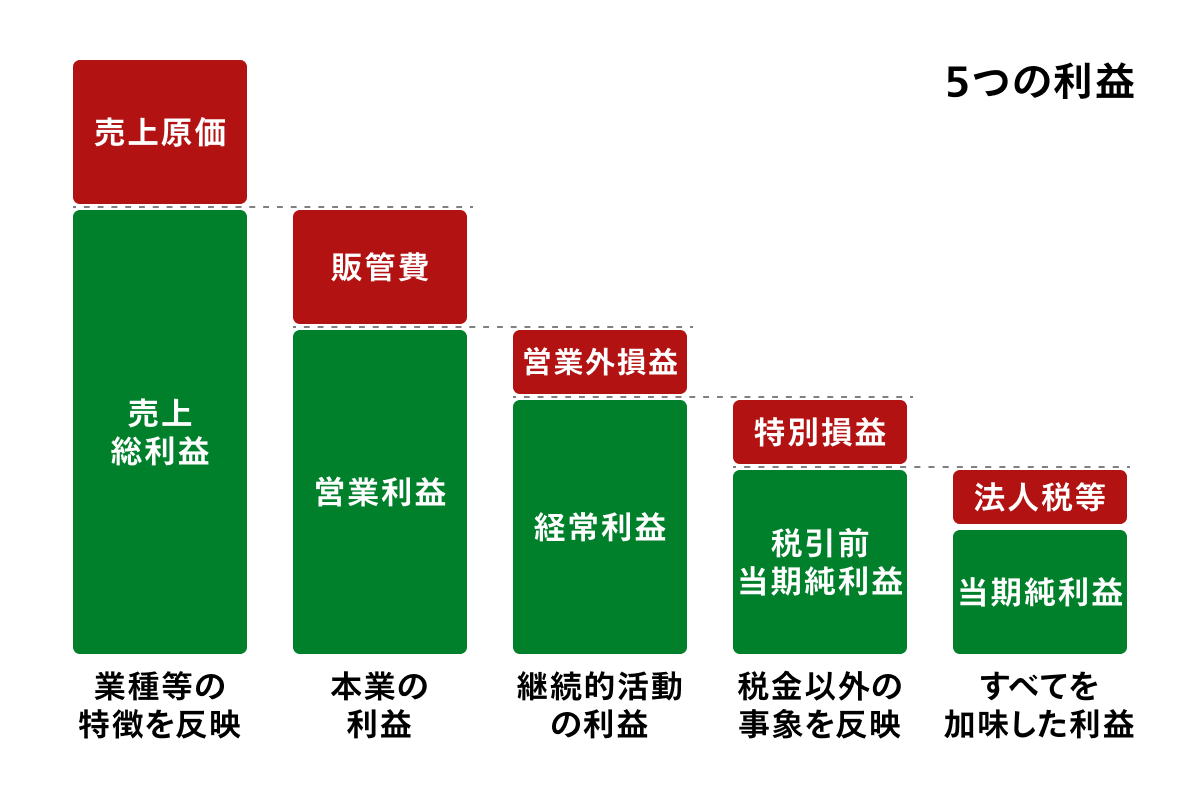 5つの利益
売上原価
売上
総利益
業種等の
特徴を反映
販管費
営業利益
本業の
利益
営業外損益
経常利益
継続的活動
の利益
特別損益
税引前
当期純利益
税金以外の
事象を反映
法人税等
当期純利益
すべてを
加味した利益